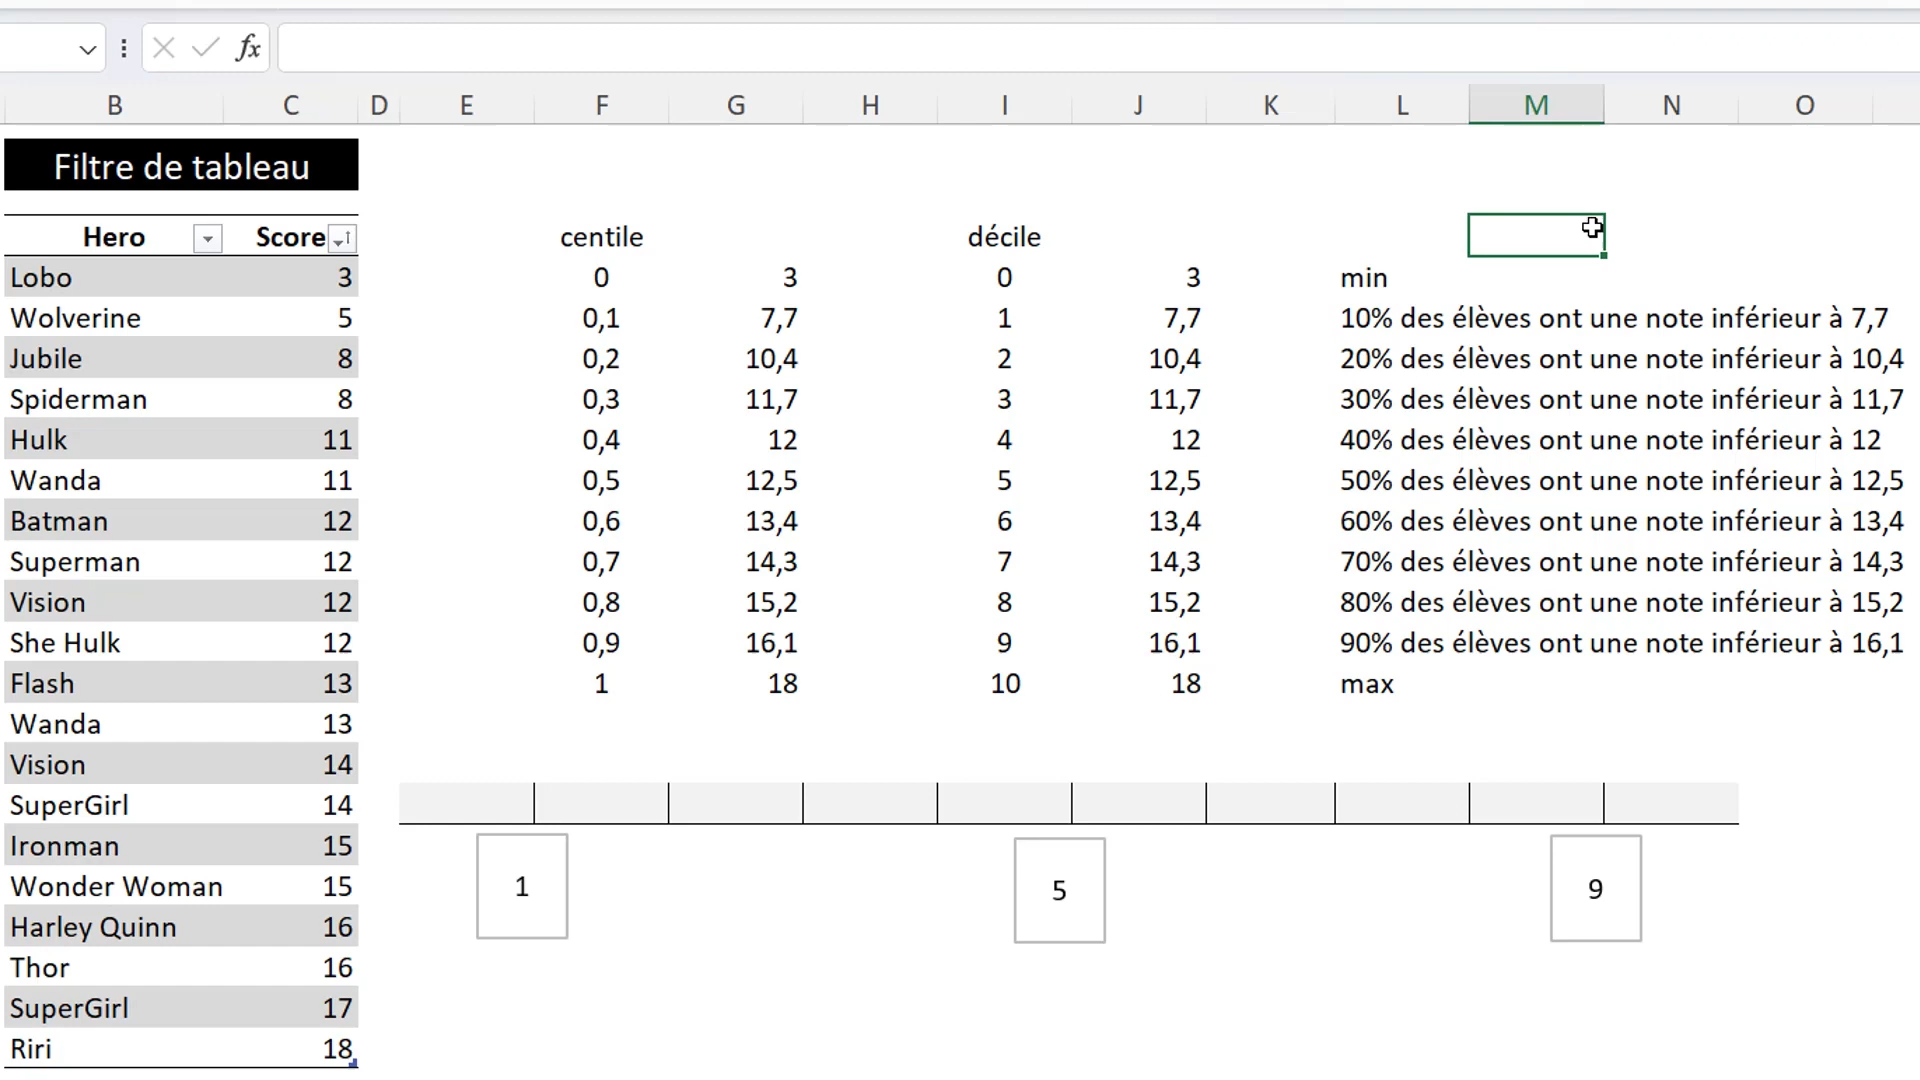 fx
B C D E F G H I J K L M N O
Filtre de tableau
Hero Score centile décile
Lobo 3 0 3 0 3 min
Wolverine 5 0,1 7,7 1 7,7 10% des élèves ont une note inférieur à 7,7
Jubile 8 0,2 10,4 2 10,4 20% des élèves ont une note inférieur à 10,4
Spiderman 8 0,3 11,7 3 11,7 30% des élèves ont une note inférieur à 11,7
Hulk 11 0,4 12 4 12 40% des élèves ont une note inférieur à 12
Wanda 11 0,5 12,5 5 12,5 50% des élèves ont une note inférieur à 12,5
Batman 12 0,6 13,4 6 13,4 60% des élèves ont une note inférieur à 13,4
Superman 12 0,7 14,3 7 14,3 70% des élèves ont une note inférieur à 14,3
Vision 12 0,8 15,2 8 15,2 80% des élèves ont une note inférieur à 15,2
She Hulk 12 0,9 16,1 9 16,1 90% des élèves ont une note inférieur à 16,1
Flash 13 1 18 10 18 max
Wanda 13
Vision 14
SuperGirl 14
Ironman 15
Wonder Woman 15 1 5 9
Harley Quinn 16
Thor 16
SuperGirl 17
Riri 18